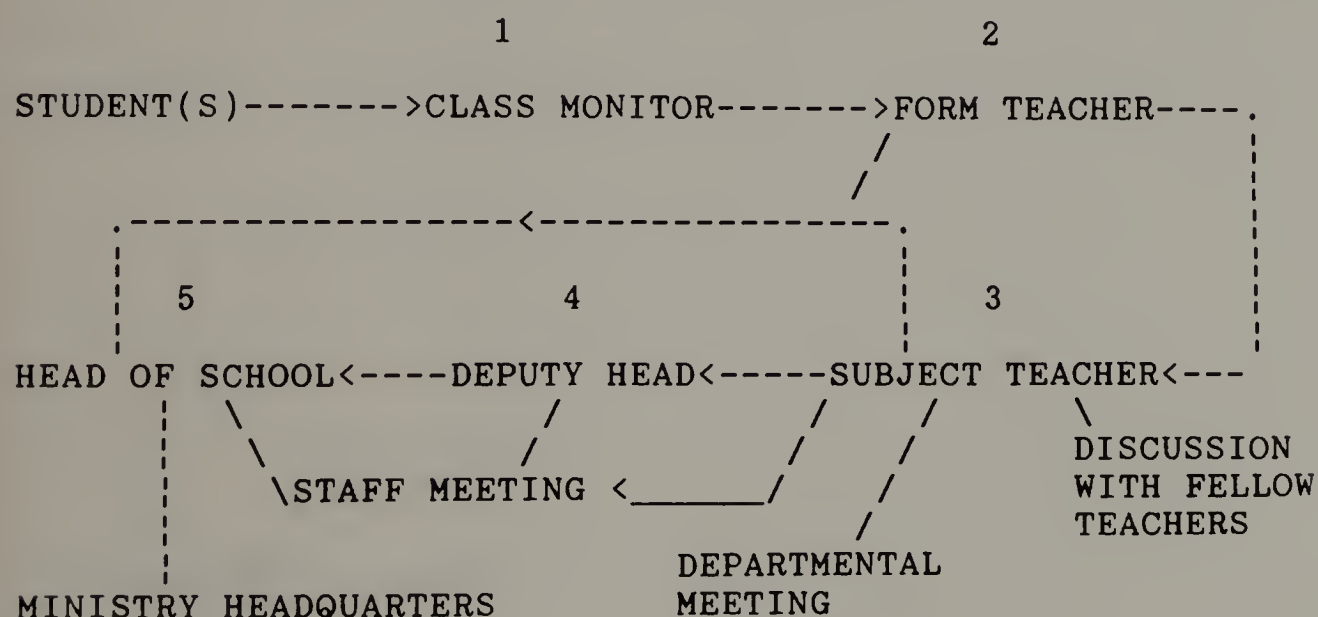 1 2
STUDENT(S)------->CLASS MONITOR------->FORM TEACHER----.
5 4 3
HEAD OF SCHOOL<----DEPUTY HEAD<-----SUBJECT TEACHER<---
DISCUSSION
\STAFF MEETING <______/ WITH FELLOW
TEACHERS
DEPARTMENTAL
MINISTRY HEADQUARTERS MEETING